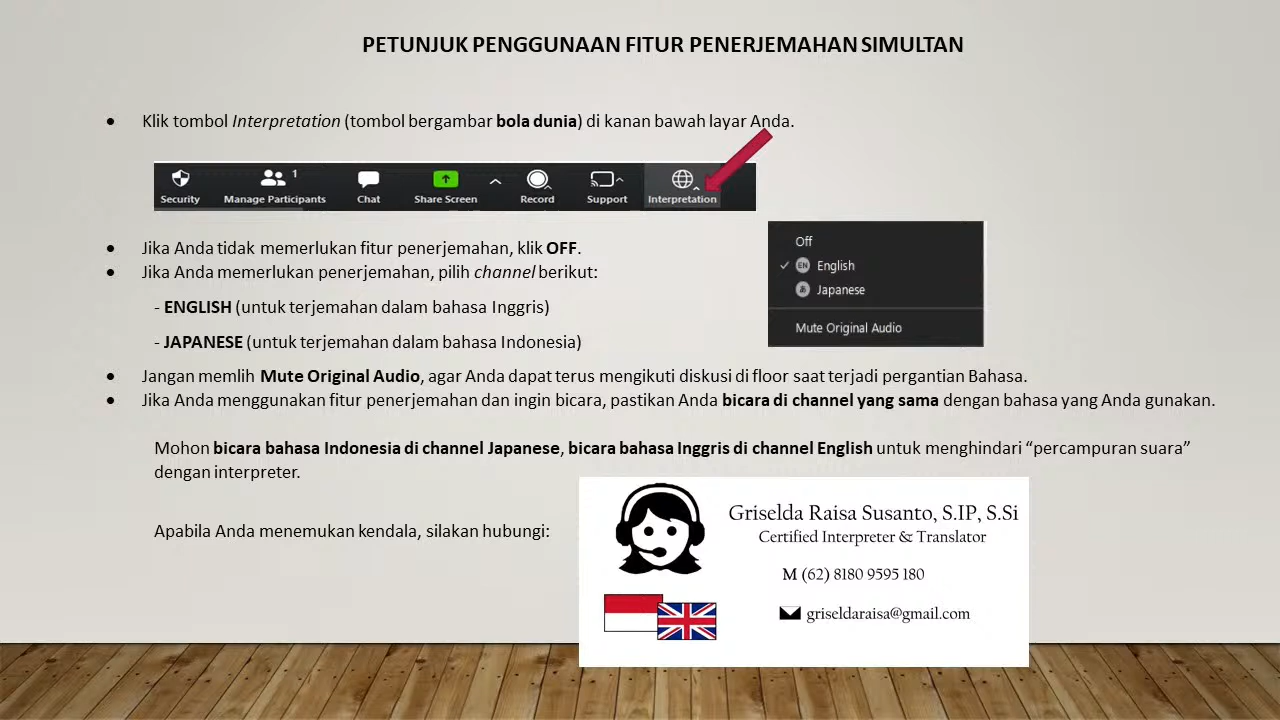 PETUNJUK PENGGUNAAN FITUR PENERJEMAHAN SIMULTAN
• Klik tombol Interpretation (tombol bergambar bola dunia) di kanan bawah layar Anda.
1
Security Manage Participants Chat Share Screen Record Support Interpretation
• Jika Anda tidak memerlukan fitur penerjemahan, klik OFF.
• Jika Anda memerlukan penerjemahan, pilih channel berikut:
- ENGLISH (untuk terjemahan dalam bahasa Inggris)
- JAPANESE (untuk terjemahan dalam bahasa Indonesia)
Off
EN English
あ Japanese
Mute Original Audio
• Jangan memlih Mute Original Audio, agar Anda dapat terus mengikuti diskusi di floor saat terjadi pergantian Bahasa.
• Jika Anda menggunakan fitur penerjemahan dan ingin bicara, pastikan Anda bicara di channel yang sama dengan bahasa yang Anda gunakan.
Mohon bicara bahasa Indonesia di channel Japanese, bicara bahasa Inggris di channel English untuk menghindari “percampuran suara”
dengan interpreter.
Apabila Anda menemukan kendala, silakan hubungi:
Griselda Raisa Susanto, S.IP, S.Si
Certified Interpreter & Translator
M (62) 8180 9595 180
griseldaraisa@gmail.com